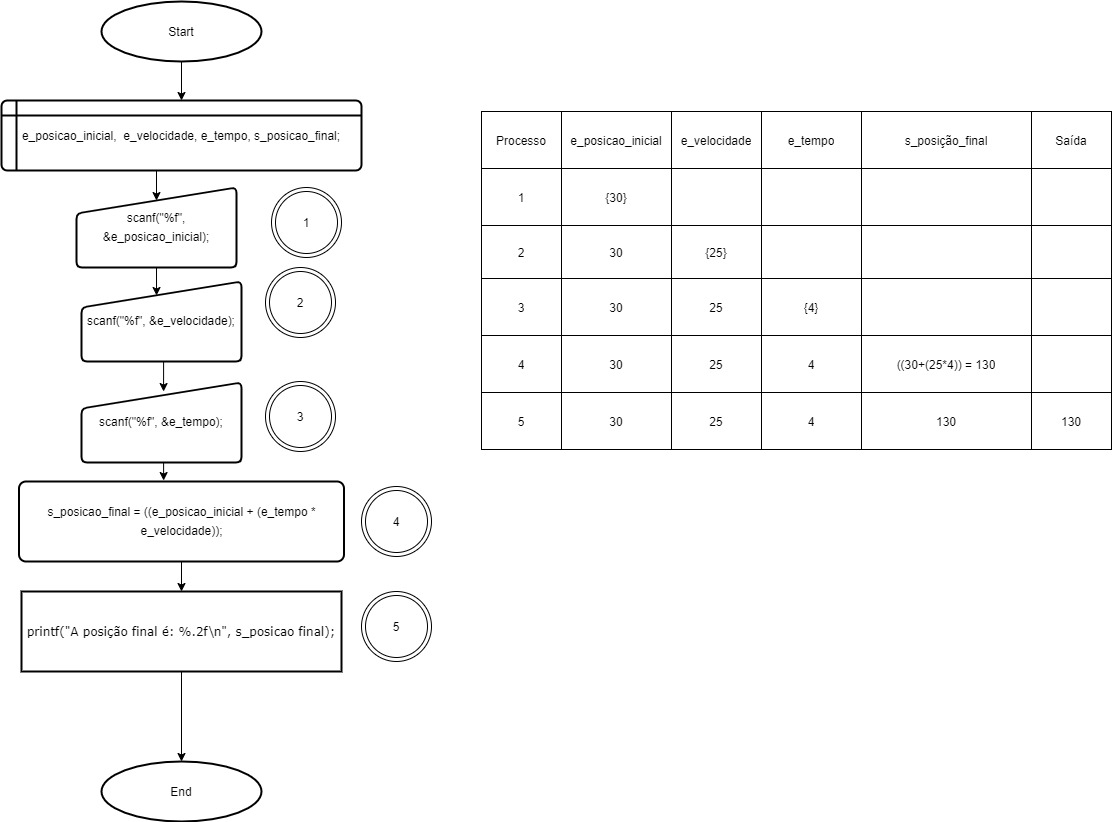 Start
e_posicao_inicial, e_velocidade, e_tempo, s_posicao_final;
scanf("%f",
&e_posicao_inicial);
1
scanf("%f", &e_velocidade);
2
scanf("%f", &e_tempo);
3
s_posicao_final = ((e_posicao_inicial + (e_tempo *
e_velocidade));
4
printf("A posição final é: %.2f\n", s_posicao final);
5
End
Processo e_posicao_inicial e_velocidade e_tempo s_posição_final Saída
1 {30}
2 30 {25}
3 30 25 {4}
4 30 25 4 ((30+(25*4)) = 130
5 30 25 4 130 130